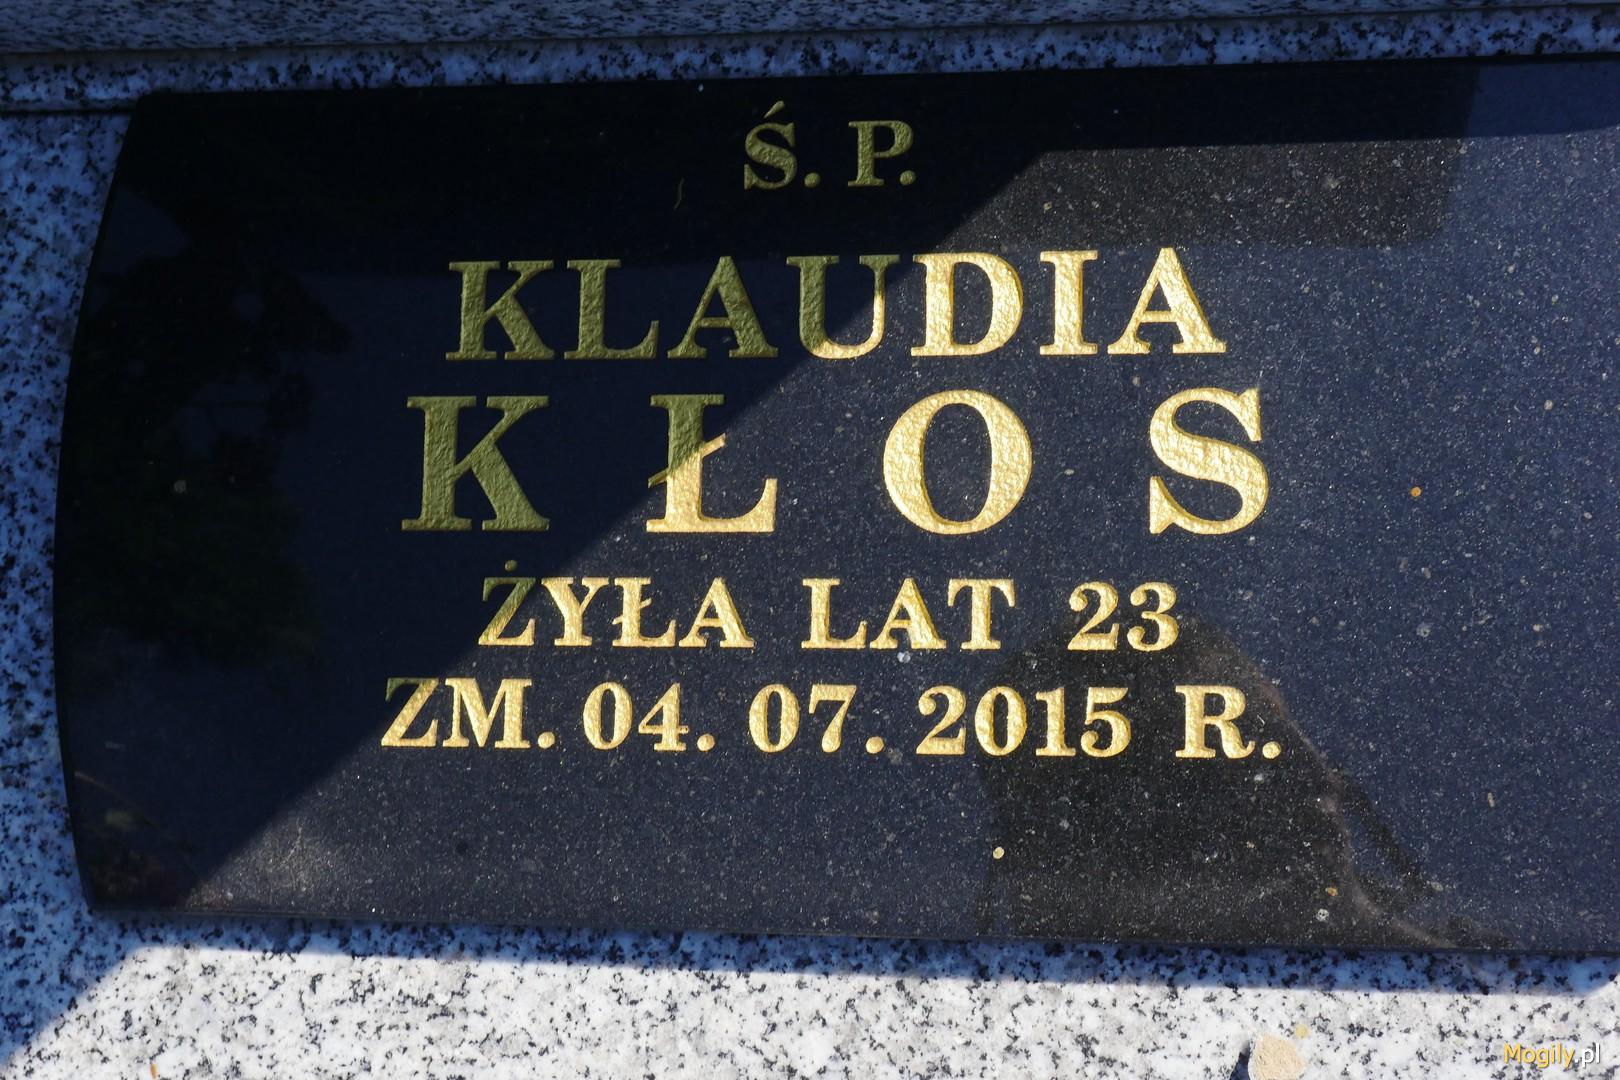 Ś. P.
KLAUDIA
KŁOS
ŻYŁA LAT 23
ZM. 04. 07. 2015 R.
Mogily.pl